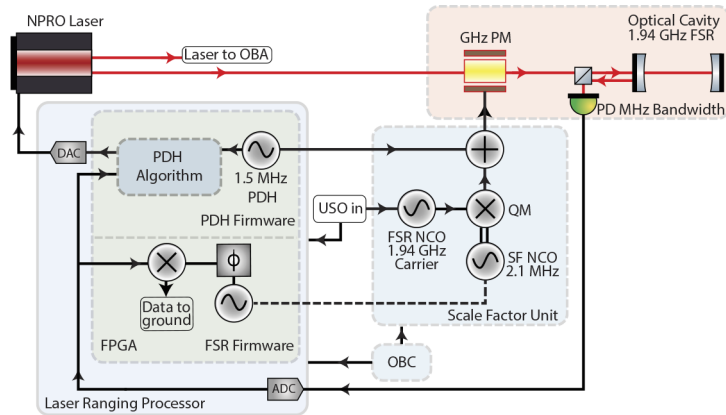 NPRO Laser
Laser to OBA
GHz PM
Optical Cavity
1.94 GHz FSR
PD MHz Bandwidth
DAC
PDH
Algorithm
1.5 MHz
PDH
PDH Firmware
USO in
FSR NCO
1.94 GHz
Carrier
QM
SF NCO
2.1 MHz
Φ
Data to
ground
FPGA
FSR Firmware
Scale Factor Unit
OBC
ADC
Laser Ranging Processor